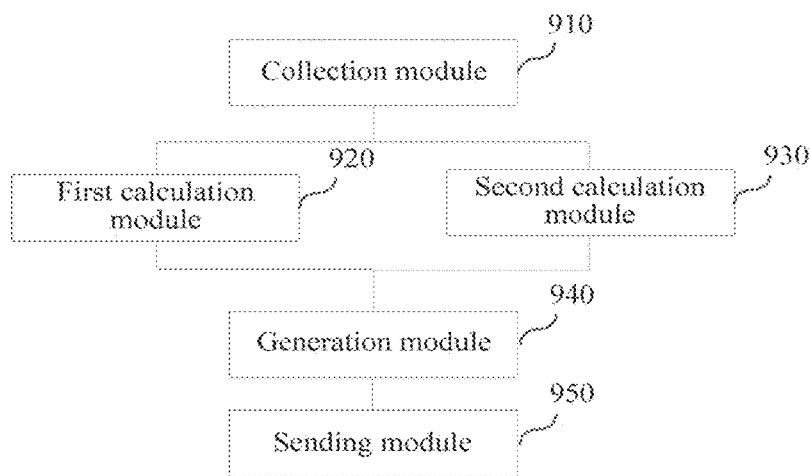 910
Collection module
920
930
First calculation
module
Second calculation
module
940
Generation module
950
Sending module